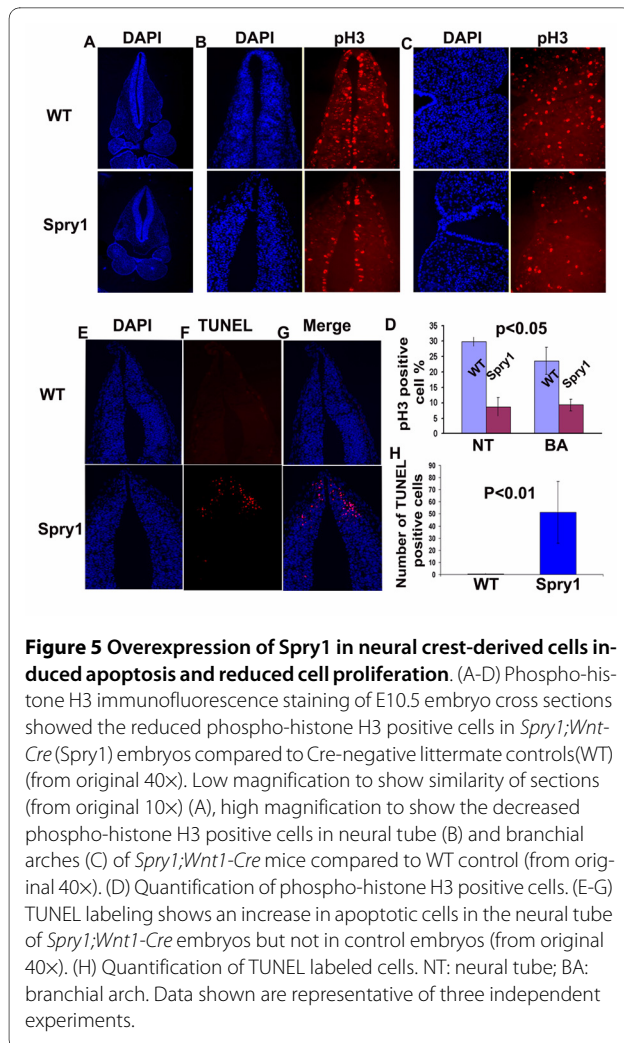 A DAPI B DAPI pH3 C DAPI pH3
WT
Spry1
E DAPI F TUNEL G Merge
WT
Spry1
D
p<0.05
pH3 positive
cell %
35
30
25
20
15
10
5
0
WT Spry1 WT Spry1
NT BA
H
P<0.01
Number of TUNEL
positive cells
90
80
70
60
50
40
30
20
10
0
WT Spry1
Figure 5 Overexpression of Spry1 in neural crest-derived cells in-
duced apoptosis and reduced cell proliferation. (A-D) Phospho-his-
tone H3 immunofluorescence staining of E10.5 embryo cross sections
showed the reduced phospho-histone H3 positive cells in Spry1;Wnt-
Cre (Spry1) embryos compared to Cre-negative littermate controls(WT)
(from original 40×). Low magnification to show similarity of sections
(from original 10×) (A), high magnification to show the decreased
phospho-histone H3 positive cells in neural tube (B) and branchial
arches (C) of Spry1;Wnt1-Cre mice compared to WT control (from orig-
inal 40×). (D) Quantification of phospho-histone H3 positive cells. (E-G)
TUNEL labeling shows an increase in apoptotic cells in the neural tube
of Spry1;Wnt1-Cre embryos but not in control embryos (from original
40×). (H) Quantification of TUNEL labeled cells. NT: neural tube; BA:
branchial arch. Data shown are representative of three independent
experiments.